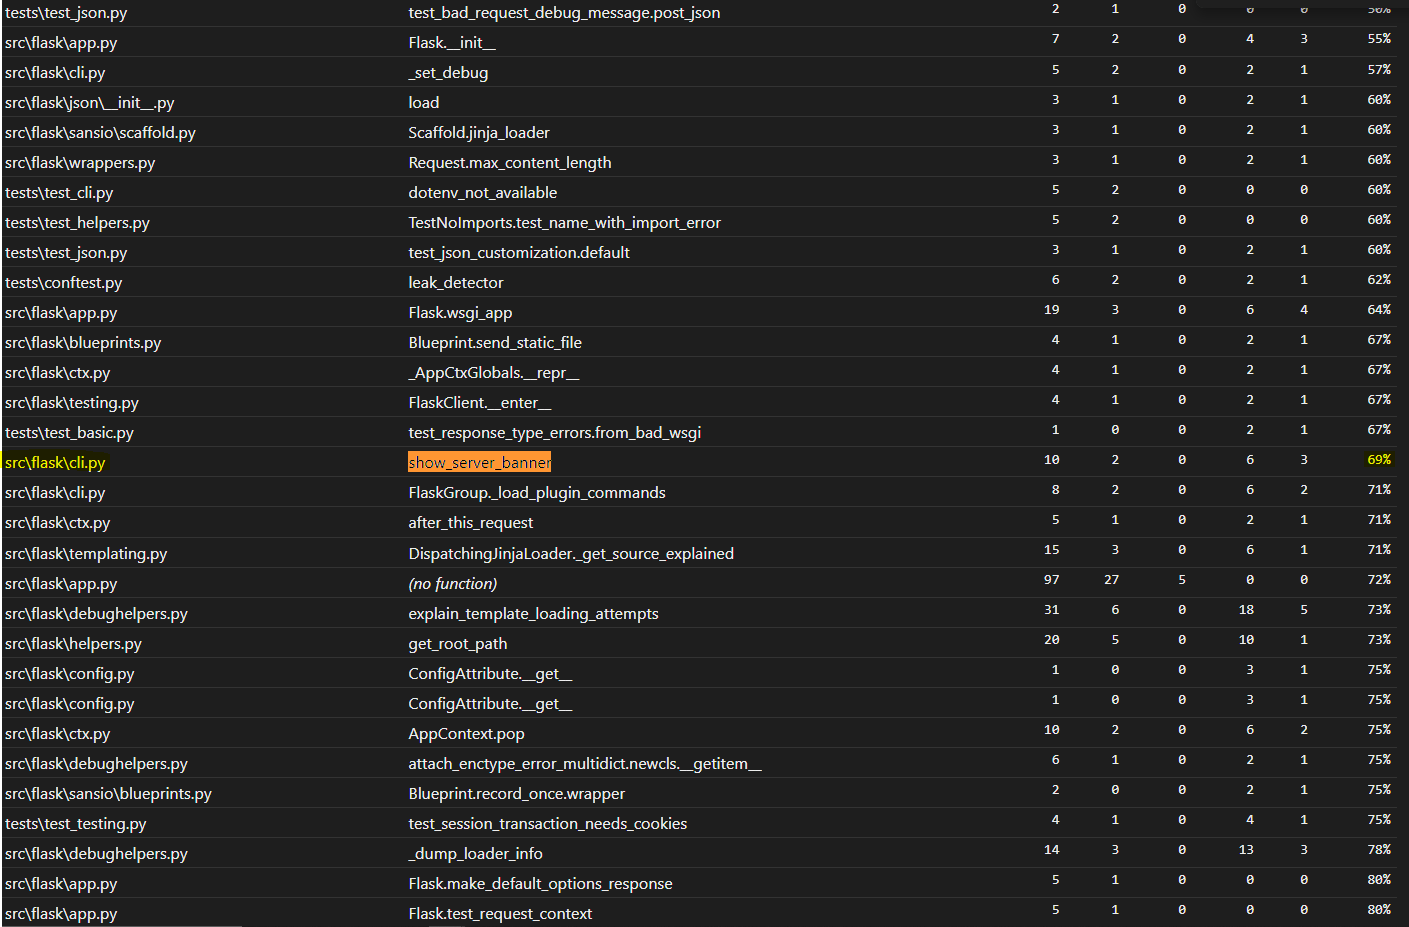 tests\test_json.py test_bad_request_debug_message.post_json 2 1 0 0 0 50%
src\flask\app.py Flask.__init__ 7 2 0 4 3 55%
src\flask\cli.py _set_debug 5 2 0 2 1 57%
src\flask\json\__init__.py load 3 1 0 2 1 60%
src\flask\sansio\scaffold.py Scaffold.jinja_loader 3 1 0 2 1 60%
src\flask\wrappers.py Request.max_content_length 3 1 0 2 1 60%
tests\test_cli.py dotenv_not_available 5 2 0 0 0 60%
tests\test_helpers.py TestNoImports.test_name_with_import_error 5 2 0 0 0 60%
tests\test_json.py test_json_customization.default 3 1 0 2 1 60%
tests\conftest.py leak_detector 6 2 0 2 1 62%
src\flask\app.py Flask.wsgi_app 19 3 0 6 4 64%
src\flask\blueprints.py Blueprint.send_static_file 4 1 0 2 1 67%
src\flask\ctx.py _AppCtxGlobals.__repr__ 4 1 0 2 1 67%
src\flask\testing.py FlaskClient.__enter__ 4 1 0 2 1 67%
tests\test_basic.py test_response_type_errors.from_bad_wsgi 1 0 0 2 1 67%
src\flask\cli.py show_server_banner 10 2 0 6 3 69%
src\flask\cli.py FlaskGroup._load_plugin_commands 8 2 0 6 2 71%
src\flask\ctx.py after_this_request 5 1 0 2 1 71%
src\flask\templating.py DispatchingJinjaLoader._get_source_explained 15 3 0 6 1 71%
src\flask\app.py (no function) 97 27 5 0 0 72%
src\flask\debughelpers.py explain_template_loading_attempts 31 6 0 18 5 73%
src\flask\helpers.py get_root_path 20 5 0 10 1 73%
src\flask\config.py ConfigAttribute.__get__ 1 0 0 3 1 75%
src\flask\config.py ConfigAttribute.__get__ 1 0 0 3 1 75%
src\flask\ctx.py AppContext.pop 10 2 0 6 2 75%
src\flask\debughelpers.py attach_enctype_error_multidict.newcls.__getitem__ 6 1 0 2 1 75%
src\flask\sansio\blueprints.py Blueprint.record_once.wrapper 2 0 0 2 1 75%
tests\test_testing.py test_session_transaction_needs_cookies 4 1 0 4 1 75%
src\flask\debughelpers.py _dump_loader_info 14 3 0 13 3 78%
src\flask\app.py Flask.make_default_options_response 5 1 0 0 0 80%
src\flask\app.py Flask.test_request_context 5 1 0 0 0 80%